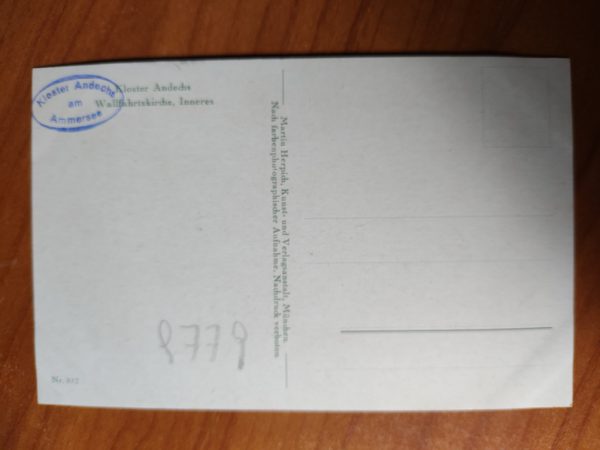 Kloster Andechs
am
Ammersee
Kloster Andechs
Wallfahrtskirche, Inneres
Martin Herpich, Kunst- und Verlagsanstalt, München
Nach farbenphotographischer Aufnahme. Nachdruck verboten
Nr.